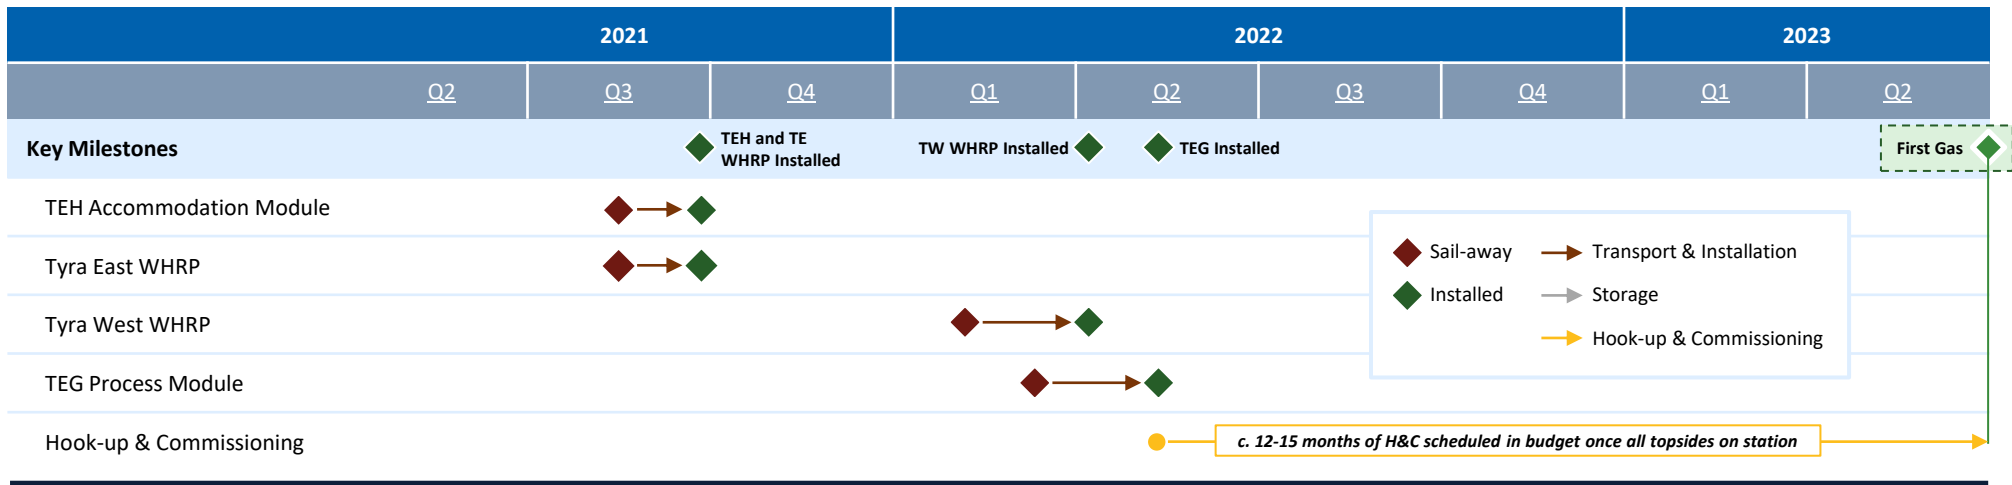 2021
2022
2023
Q2
Q3
Q4
Q1
Q2
Q3
Q4
Q1
Q2
Key Milestones
TEH and TE
WHRP Installed
TW WHRP Installed
TEG Installed
First Gas
TEH Accommodation Module
Tyra East WHRP
Tyra West WHRP
TEG Process Module
Hook-up & Commissioning
Sail-away
Transport & Installation
Installed
Storage
Hook-up & Commissioning
c. 12-15 months of H&C scheduled in budget once all topsides on station